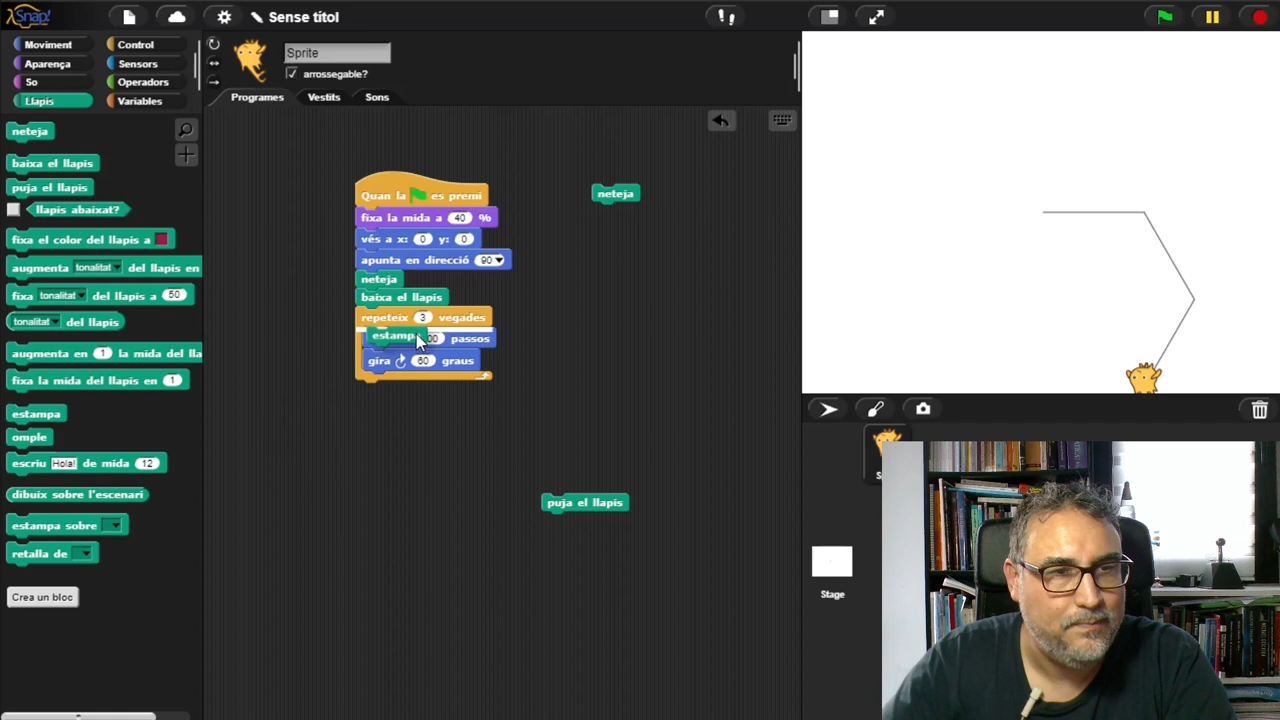 Snap!
Sense títol
Moviment
Control
Aparença
Sensors
So
Operadors
Llapis
Variables
Sprite
arrossegable?
Programes
Vestits
Sons
neteja
baixa el llapis
puja el llapis
llapis abaixat?
fixa el color del llapis a
augmenta tonalitat del llapis en
fixa tonalitat del llapis a 50
tonalitat del llapis
augmenta en 1 la mida del lla
fixa la mida del llapis en 1
estampa
omple
escriu Hola! de mida 12
dibuix sobre l'escenari
estampa sobre
retalla de
Crea un bloc
Quan la es premi
fixa la mida a 40 %
vés a x: 0 y: 0
apunta en direcció 90
neteja
baixa el llapis
repeteix 3 vegades
estampa passos
gira 60 graus
neteja
puja el llapis
Stage